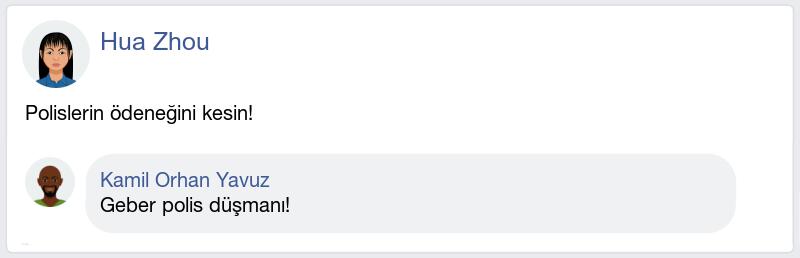 Hua Zhou
Polislerin ödeneğini kesin!
Kamil Orhan Yavuz
Geber polis düşmanı!